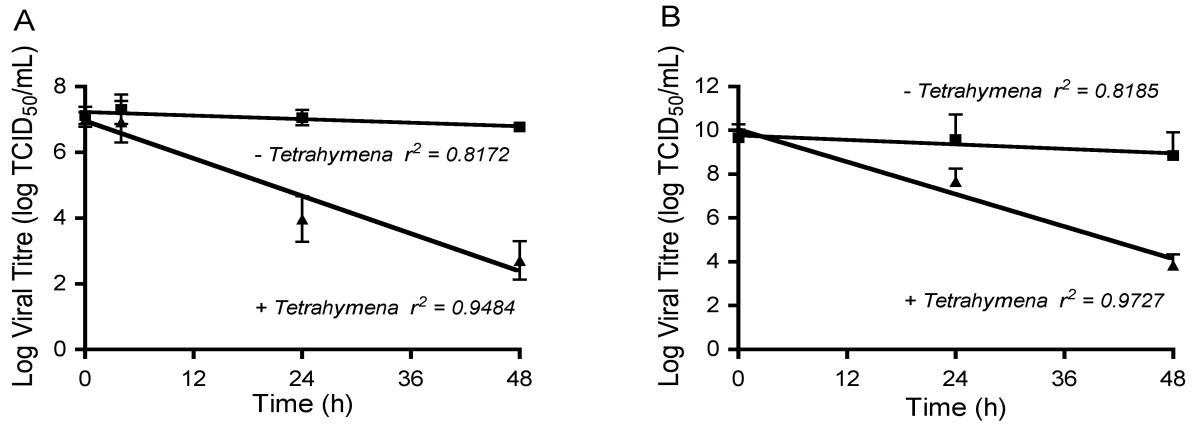 A
Log Viral Titre (log TCID50/mL)
8
6
4
2
0
- Tetrahymena r2 = 0.8172
+ Tetrahymena r2 = 0.9484
0 12 24 36 48
Time (h)
B
Log Viral Titre (log TCID50/mL)
12
10
8
6
4
2
0
- Tetrahymena r2 = 0.8185
+ Tetrahymena r2 = 0.9727
0 12 24 36 48
Time (h)